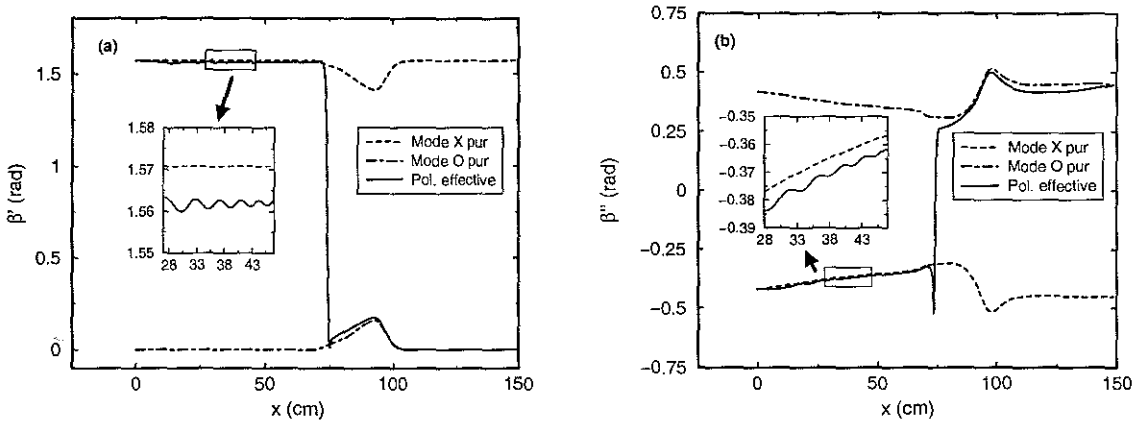 (a)
1.5
1
0.5
0
β' (rad)
0
50
100
150
x (cm)
1.58
1.57
1.56
1.55
28 33 38 43
Mode X pur
Mode O pur
Pol. effective
(b)
0.75
0.5
0.25
0
−0.25
−0.5
−0.75
β'' (rad)
0
50
100
150
x (cm)
−0.35
−0.36
−0.37
−0.38
−0.39
28 33 38 43
Mode X pur
Mode O pur
Pol. effective